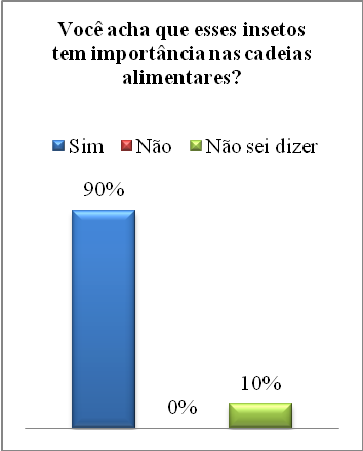 Você acha que esses insetos
tem importância nas cadeias
alimentares?
Sim Não Não sei dizer
90%
0%
10%